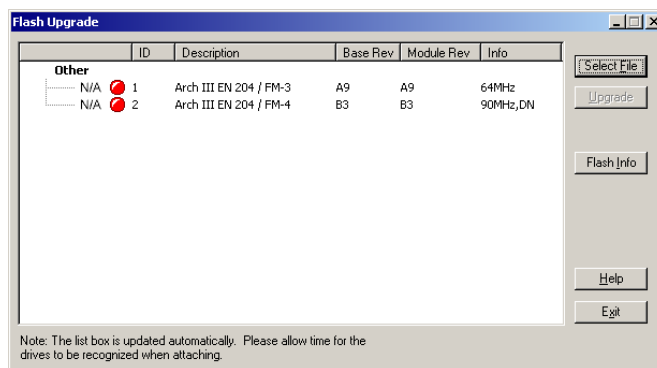 Flash Upgrade
ID Description Base Rev Module Rev Info
Other
N/A 1 Arch III EN 204 / FM-3 A9 A9 64MHz
N/A 2 Arch III EN 204 / FM-4 B3 B3 90MHz,DN
Select File
Upgrade
Flash Info
Help
Exit
Note: The list box is updated automatically. Please allow time for the
drives to be recognized when attaching.